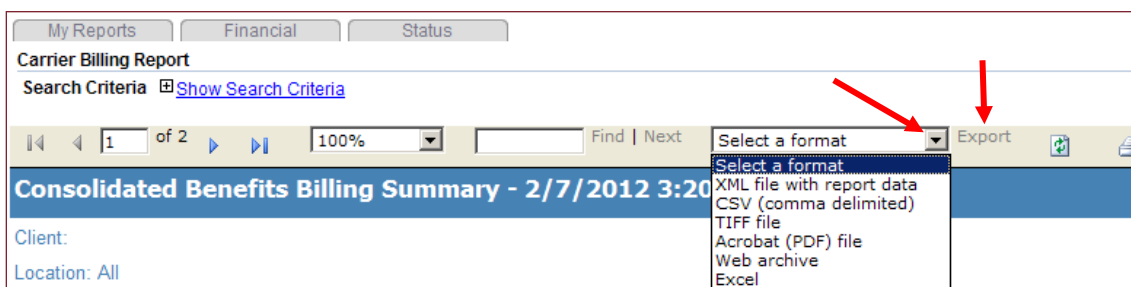 My Reports Financial Status
Carrier Billing Report
Search Criteria Show Search Criteria
1 of 2 100% Find | Next Select a format Export
Select a format
XML file with report data
Consolidated Benefits Billing Summary - 2/7/2012 3:20
CSV (comma delimited)
TIFF file
Client:
Acrobat (PDF) file
Web archive
Location: All
Excel